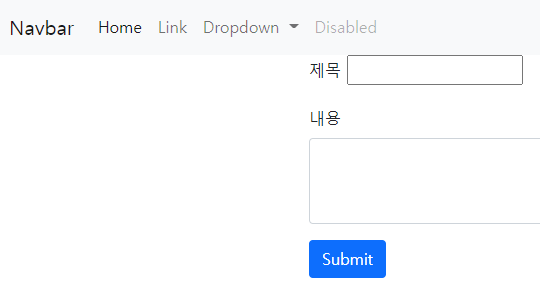 Navbar Home Link Dropdown Disabled
제목
내용
Submit